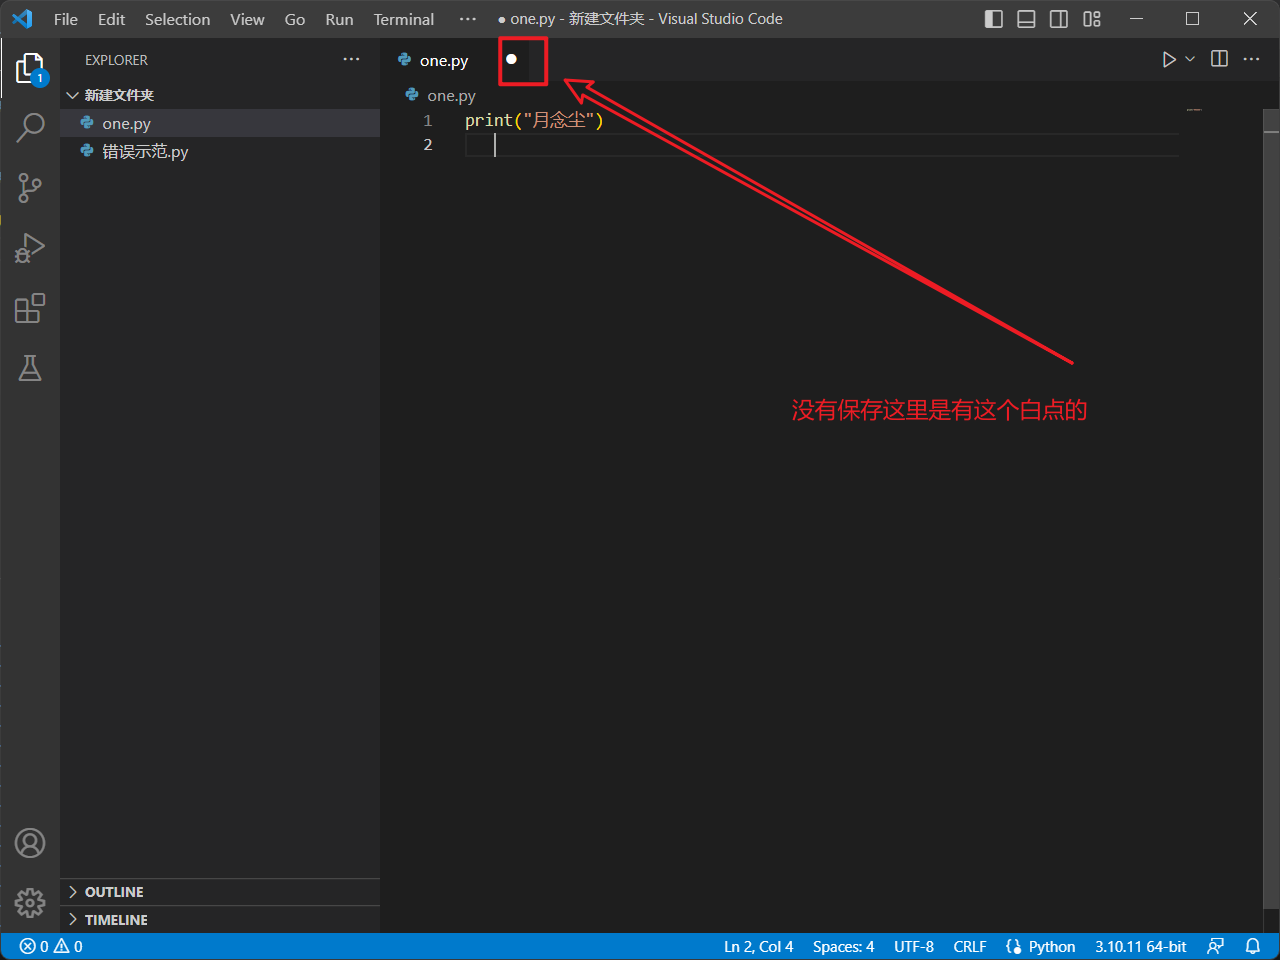 File Edit Selection View Go Run Terminal ··· ● one.py - 新建文件夹 - Visual Studio Code
EXPLORER
新建文件夹
one.py
错误示范.py
OUTLINE
TIMELINE
1
one.py
one.py
1 print("月念尘")
2
没有保存这里是有这个白点的
0 0 Ln 2, Col 4 Spaces: 4 UTF-8 CRLF Python 3.10.11 64-bit